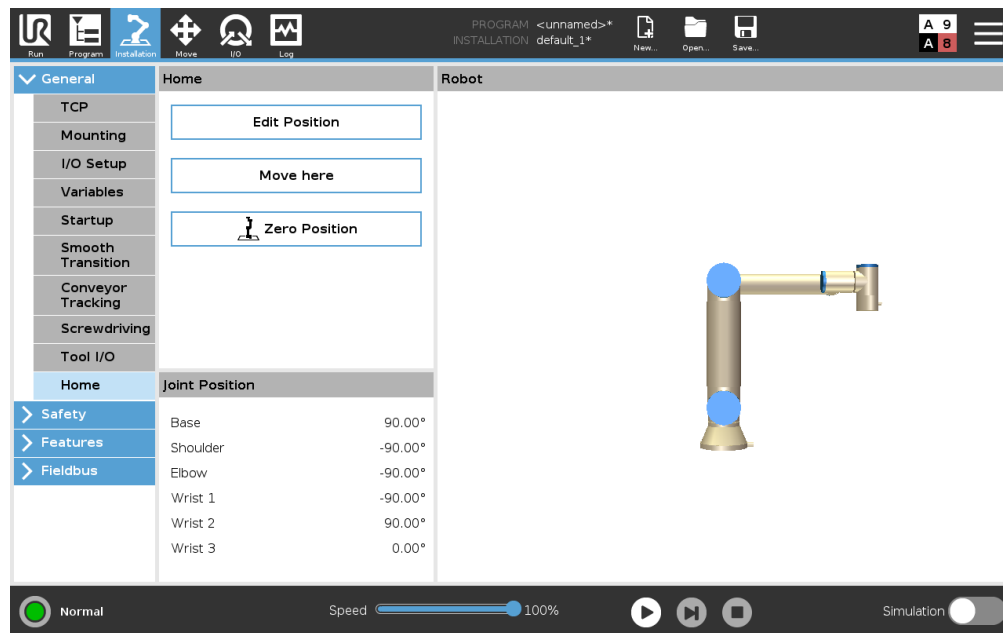 UR
Run
Program
Installation
Move
I/O
Log
PROGRAM <unnamed>*
INSTALLATION default_1*
New...
Open...
Save...
A 9
A 8
General
TCP
Mounting
I/O Setup
Variables
Startup
Smooth
Transition
Conveyor
Tracking
Screwdriving
Tool I/O
Home
Safety
Features
Fieldbus
Home
Edit Position
Move here
Zero Position
Joint Position
Base 90.00°
Shoulder -90.00°
Elbow -90.00°
Wrist 1 -90.00°
Wrist 2 90.00°
Wrist 3 0.00°
Robot
Normal
Speed 100%
Simulation